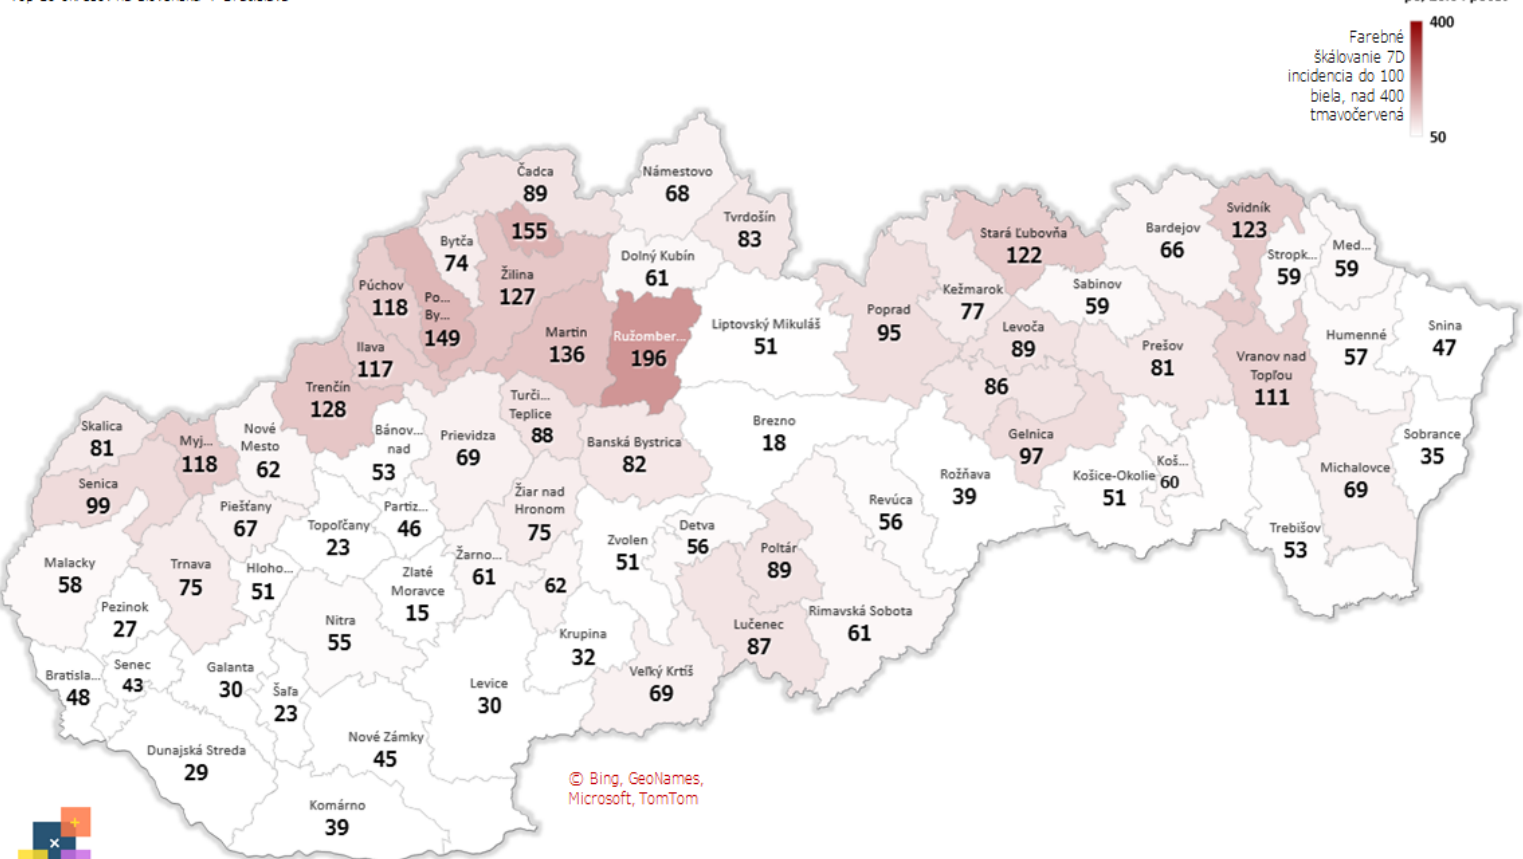 400
Farebné
škálovanie 7D
incidencia do 100
biela, nad 400
tmavočervená
50
Čadca
89
Námestovo
68
155
Tvrdošín
83
Bytča
74
Dolný Kubín
61
Žilina
127
Púchov
118
Po...
By...
149
Martin
136
Ružomber...
196
Liptovský Mikuláš
51
Ilava
117
Trenčín
128
Poprad
95
Kežmarok
77
Stará Ľubovňa
122
Sabinov
59
Bardejov
66
Svidník
123
Stropk...
59
Med...
59
Levoča
89
Prešov
81
Vranov nad
Topľou
111
Humenné
57
Snina
47
86
Gelnica
97
Skalica
81
Myj...
118
Nové
Mesto
62
Bánov...
nad
53
Prievidza
69
Turči...
Teplice
88
Banská Bystrica
82
Brezno
18
Senica
99
Piešťany
67
Topoľčany
23
Partiz...
46
Žiar nad
Hronom
75
Zvolen
51
Detva
56
Revúca
56
Rožňava
39
Košice-Okolie
51
Koš...
60
Trebišov
53
Michalovce
69
Sobrance
35
Malacky
58
Trnava
75
Hloho...
51
Pezinok
27
Zlaté
Moravce
15
Žarno...
61
62
Poltár
89
Rimavská Sobota
61
Lučenec
87
Krupina
32
Nitra
55
Veľký Krtíš
69
Bratisla...
48
Senec
43
Galanta
30
Šaľa
23
Levice
30
Dunajská Streda
29
Nové Zámky
45
Komárno
39
© Bing, GeoNames,
Microsoft, TomTom